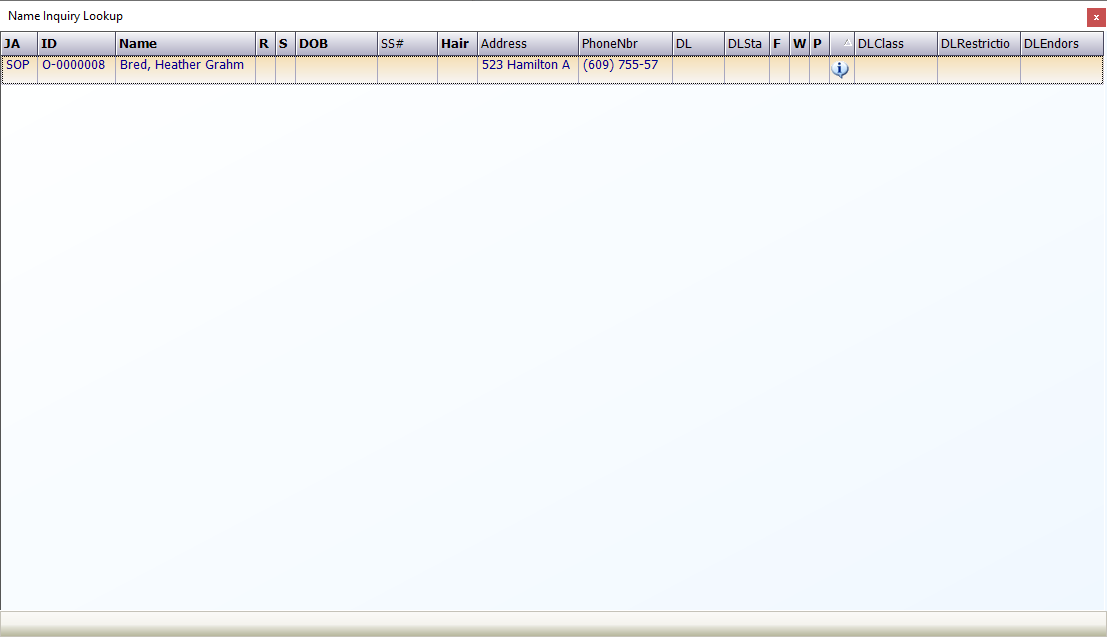 Name Inquiry Lookup
x
JA ID Name R S DOB SS# Hair Address PhoneNbr DL DLSta F W P DLClass DLRestrictio DLEndors
SOP O-0000008 Bred, Heather Grahm 523 Hamilton A (609) 755-57 i